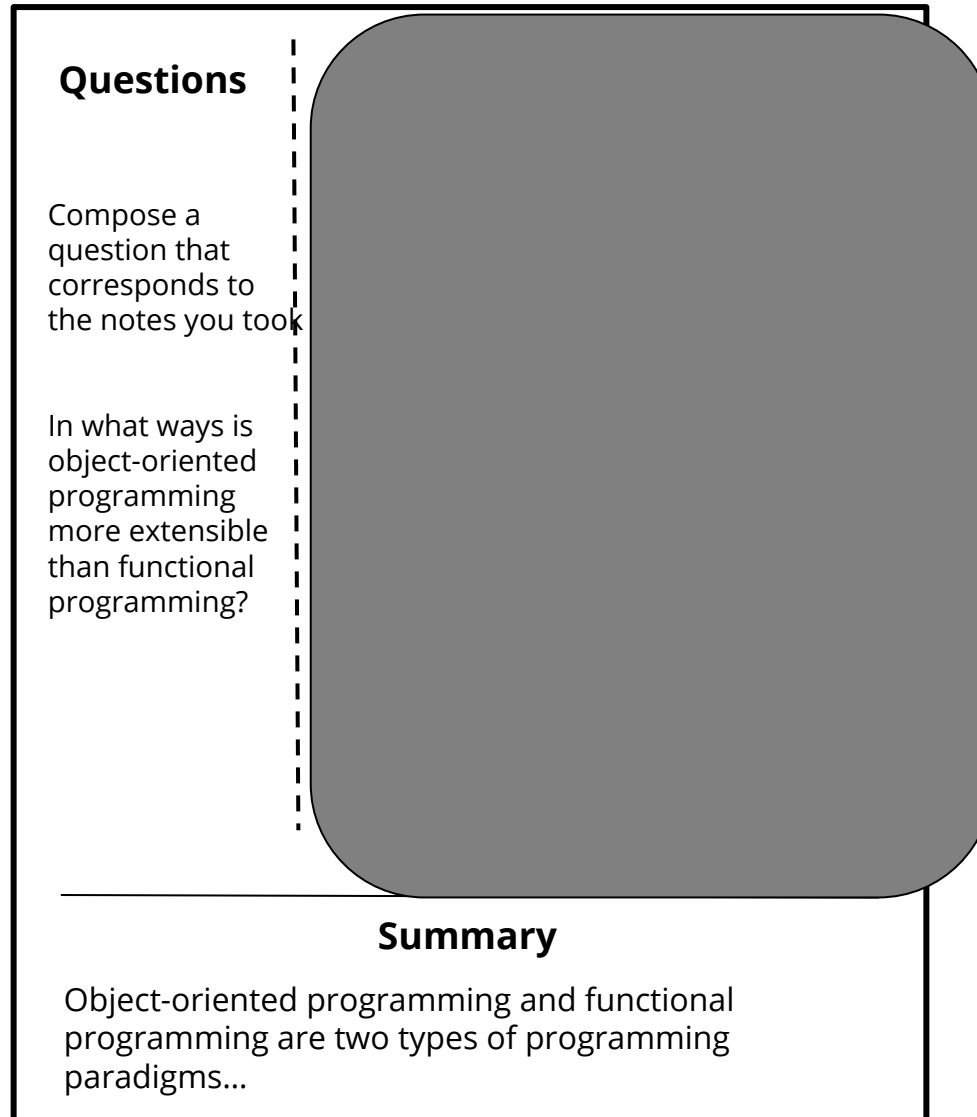 Questions
Compose a
question that
corresponds to
the notes you took
In what ways is
object-oriented
programming
more extensible
than functional
programming?
Summary
Object-oriented programming and functional
programming are two types of programming
paradigms...